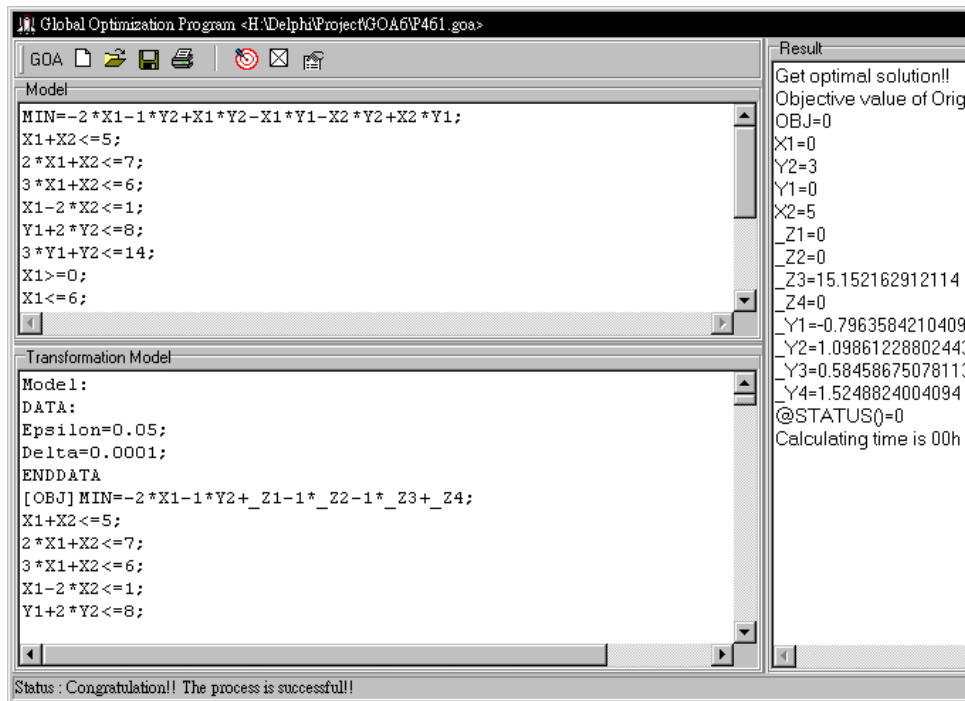 Global Optimization Program <H:\Delphi\Project\GOA6\P461.goa>
GOA
Model
MIN=-2*X1-1*Y2+X1*Y2-X1*Y1-X2*Y2+X2*Y1;
X1+X2<=5;
2*X1+X2<=7;
3*X1+X2<=6;
X1-2*X2<=1;
Y1+2*Y2<=8;
3*Y1+Y2<=14;
X1>=0;
X1<=6;
Transformation Model
Model:
DATA:
Epsilon=0.05;
Delta=0.0001;
ENDDATA
[OBJ]MIN=-2*X1-1*Y2+_Z1-1*_Z2-1*_Z3+_Z4;
X1+X2<=5;
2*X1+X2<=7;
3*X1+X2<=6;
X1-2*X2<=1;
Y1+2*Y2<=8;
Result
Get optimal solution!!
Objective value of Orig
OBJ=0
X1=0
Y2=3
Y1=0
X2=5
_Z1=0
_Z2=0
_Z3=15.152162912114
_Z4=0
_Y1=-0.7963584210409
_Y2=1.0986122880244
_Y3=0.5845867507811
_Y4=1.5248824004094
@STATUS()=0
Calculating time is 00h
Status : Congratulation!! The process is successful!!